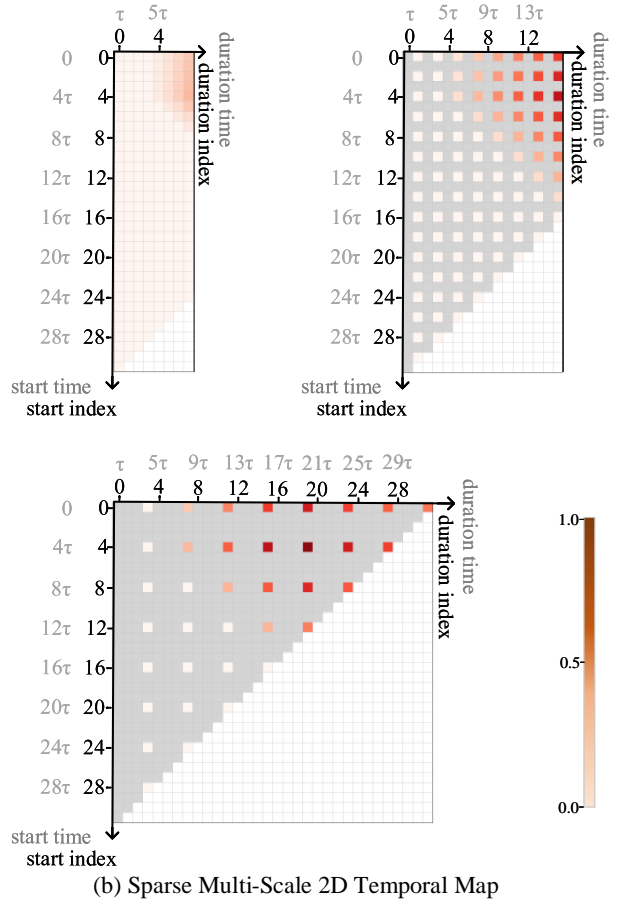 τ 5τ
0 4
duration time
duration index
0 0
4τ 4
8τ 8
12τ 12
16τ 16
20τ 20
24τ 24
28τ 28
start time
start index
τ 5τ 9τ 13τ
0 4 8 12
duration time
duration index
0 0
4τ 4
8τ 8
12τ 12
16τ 16
20τ 20
24τ 24
28τ 28
start time
start index
τ 5τ 9τ 13τ 17τ 21τ 25τ 29τ
0 4 8 12 16 20 24 28
duration time
duration index
0 0
4τ 4
8τ 8
12τ 12
16τ 16
20τ 20
24τ 24
28τ 28
start time
start index
1.0
0.5
0.0
(b) Sparse Multi-Scale 2D Temporal Map